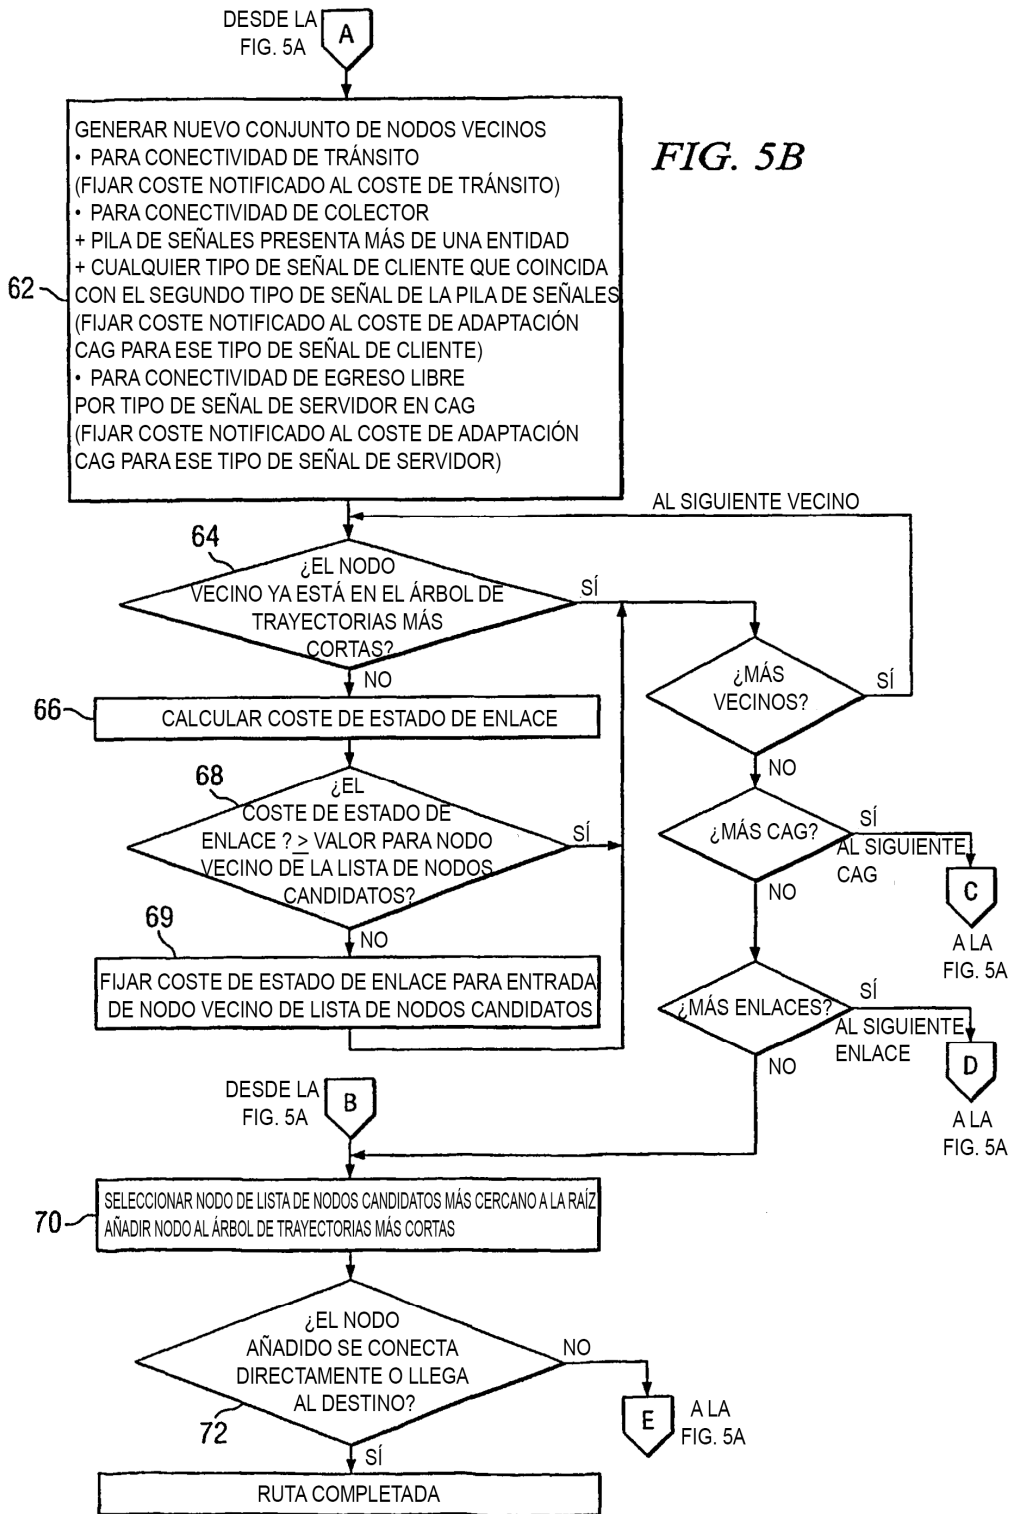 DESDE LA
FIG. 5A
A
FIG. 5B
GENERAR NUEVO CONJUNTO DE NODOS VECINOS
• PARA CONECTIVIDAD DE TRÁNSITO
(FIJAR COSTE NOTIFICADO AL COSTE DE TRÁNSITO)
• PARA CONECTIVIDAD DE COLECTOR
+ PILA DE SEÑALES PRESENTA MÁS DE UNA ENTIDAD
+ CUALQUIER TIPO DE SEÑAL DE CLIENTE QUE COINCIDA
CON EL SEGUNDO TIPO DE SEÑAL DE LA PILA DE SEÑALES
(FIJAR COSTE NOTIFICADO AL COSTE DE ADAPTACIÓN
CAG PARA ESE TIPO DE SEÑAL DE CLIENTE)
• PARA CONECTIVIDAD DE EGRESO LIBRE
POR TIPO DE SEÑAL DE SERVIDOR EN CAG
(FIJAR COSTE NOTIFICADO AL COSTE DE ADAPTACIÓN
CAG PARA ESE TIPO DE SEÑAL DE SERVIDOR)
62
AL SIGUIENTE VECINO
64
¿EL NODO
VECINO YA ESTÁ EN EL ÁRBOL DE
TRAYECTORIAS MÁS
CORTAS?
SÍ
NO
¿MÁS
VECINOS?
SÍ
NO
66
CALCULAR COSTE DE ESTADO DE ENLACE
68
¿EL
COSTE DE ESTADO DE
ENLACE ? ≥ VALOR PARA NODO
VECINO DE LA LISTA DE NODOS
CANDIDATOS?
SÍ
NO
¿MÁS CAG?
SÍ
AL SIGUIENTE
CAG
NO
C
A LA
FIG. 5A
69
FIJAR COSTE DE ESTADO DE ENLACE PARA ENTRADA
DE NODO VECINO DE LISTA DE NODOS CANDIDATOS
¿MÁS ENLACES?
SÍ
AL SIGUIENTE
ENLACE
NO
D
A LA
FIG. 5A
DESDE LA
FIG. 5A
B
70
SELECCIONAR NODO DE LISTA DE NODOS CANDIDATOS MÁS CERCANO A LA RAÍZ
AÑADIR NODO AL ÁRBOL DE TRAYECTORIAS MÁS CORTAS
¿EL NODO
AÑADIDO SE CONECTA
DIRECTAMENTE O LLEGA
AL DESTINO?
72
NO
E
A LA
FIG. 5A
SÍ
RUTA COMPLETADA